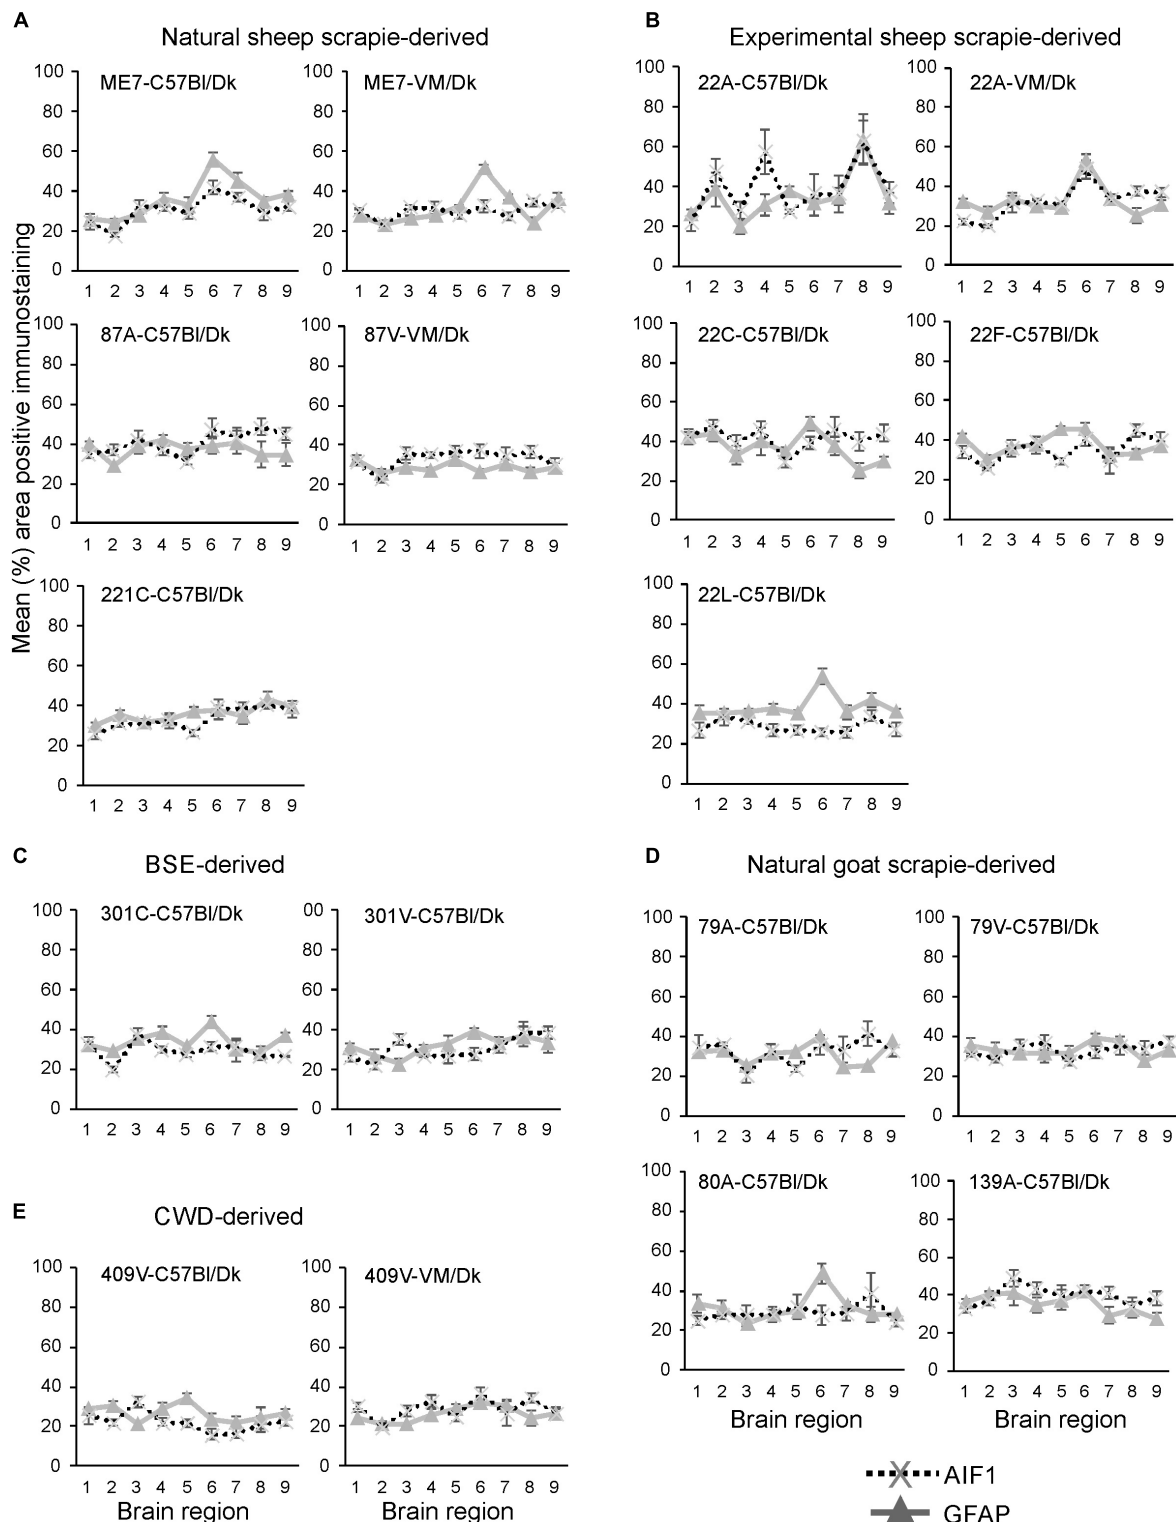 A
Natural sheep scrapie-derived
Mean (%) area positive immunostaining
ME7-C57Bl/Dk
100
80
60
40
20
0
1 2 3 4 5 6 7 8 9
ME7-VM/Dk
100
80
60
40
20
0
1 2 3 4 5 6 7 8 9
87A-C57Bl/Dk
100
80
60
40
20
0
1 2 3 4 5 6 7 8 9
87V-VM/Dk
100
80
60
40
20
0
1 2 3 4 5 6 7 8 9
221C-C57Bl/Dk
100
80
60
40
20
0
1 2 3 4 5 6 7 8 9
B
Experimental sheep scrapie-derived
22A-C57Bl/Dk
100
80
60
40
20
0
1 2 3 4 5 6 7 8 9
22A-VM/Dk
100
80
60
40
20
0
1 2 3 4 5 6 7 8 9
22C-C57Bl/Dk
100
80
60
40
20
0
1 2 3 4 5 6 7 8 9
22F-C57Bl/Dk
100
80
60
40
20
0
1 2 3 4 5 6 7 8 9
22L-C57Bl/Dk
100
80
60
40
20
0
1 2 3 4 5 6 7 8 9
C
BSE-derived
301C-C57Bl/Dk
100
80
60
40
20
0
1 2 3 4 5 6 7 8 9
301V-C57Bl/Dk
00
80
60
40
20
0
1 2 3 4 5 6 7 8 9
D
Natural goat scrapie-derived
79A-C57Bl/Dk
100
80
60
40
20
0
1 2 3 4 5 6 7 8 9
79V-C57Bl/Dk
100
80
60
40
20
0
1 2 3 4 5 6 7 8 9
80A-C57Bl/Dk
100
80
60
40
20
0
1 2 3 4 5 6 7 8 9
Brain region
139A-C57Bl/Dk
100
80
60
40
20
0
1 2 3 4 5 6 7 8 9
Brain region
E
CWD-derived
409V-C57Bl/Dk
100
80
60
40
20
0
1 2 3 4 5 6 7 8 9
Brain region
409V-VM/Dk
100
80
60
40
20
0
1 2 3 4 5 6 7 8 9
Brain region
AIF1
GFAP